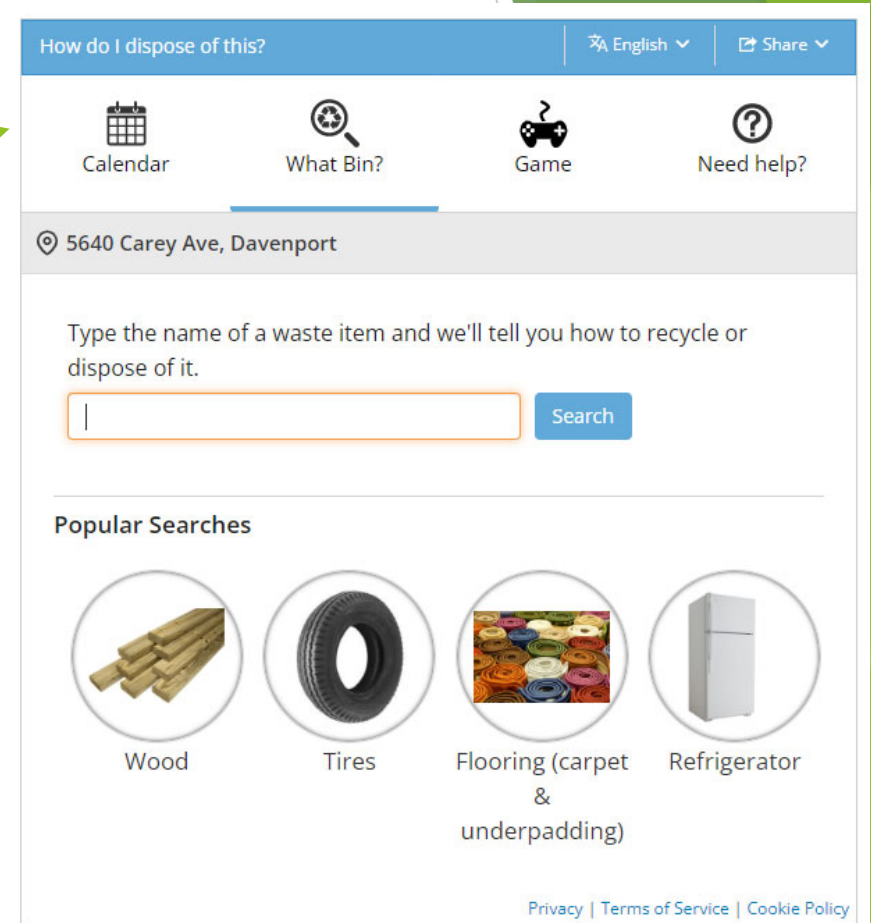 How do I dispose of this?
English
Share
Calendar
What Bin?
Game
Need help?
5640 Carey Ave, Davenport
Type the name of a waste item and we'll tell you how to recycle or
dispose of it.
Search
Popular Searches
Wood
Tires
Flooring (carpet
&
underpadding)
Refrigerator
Privacy | Terms of Service | Cookie Policy